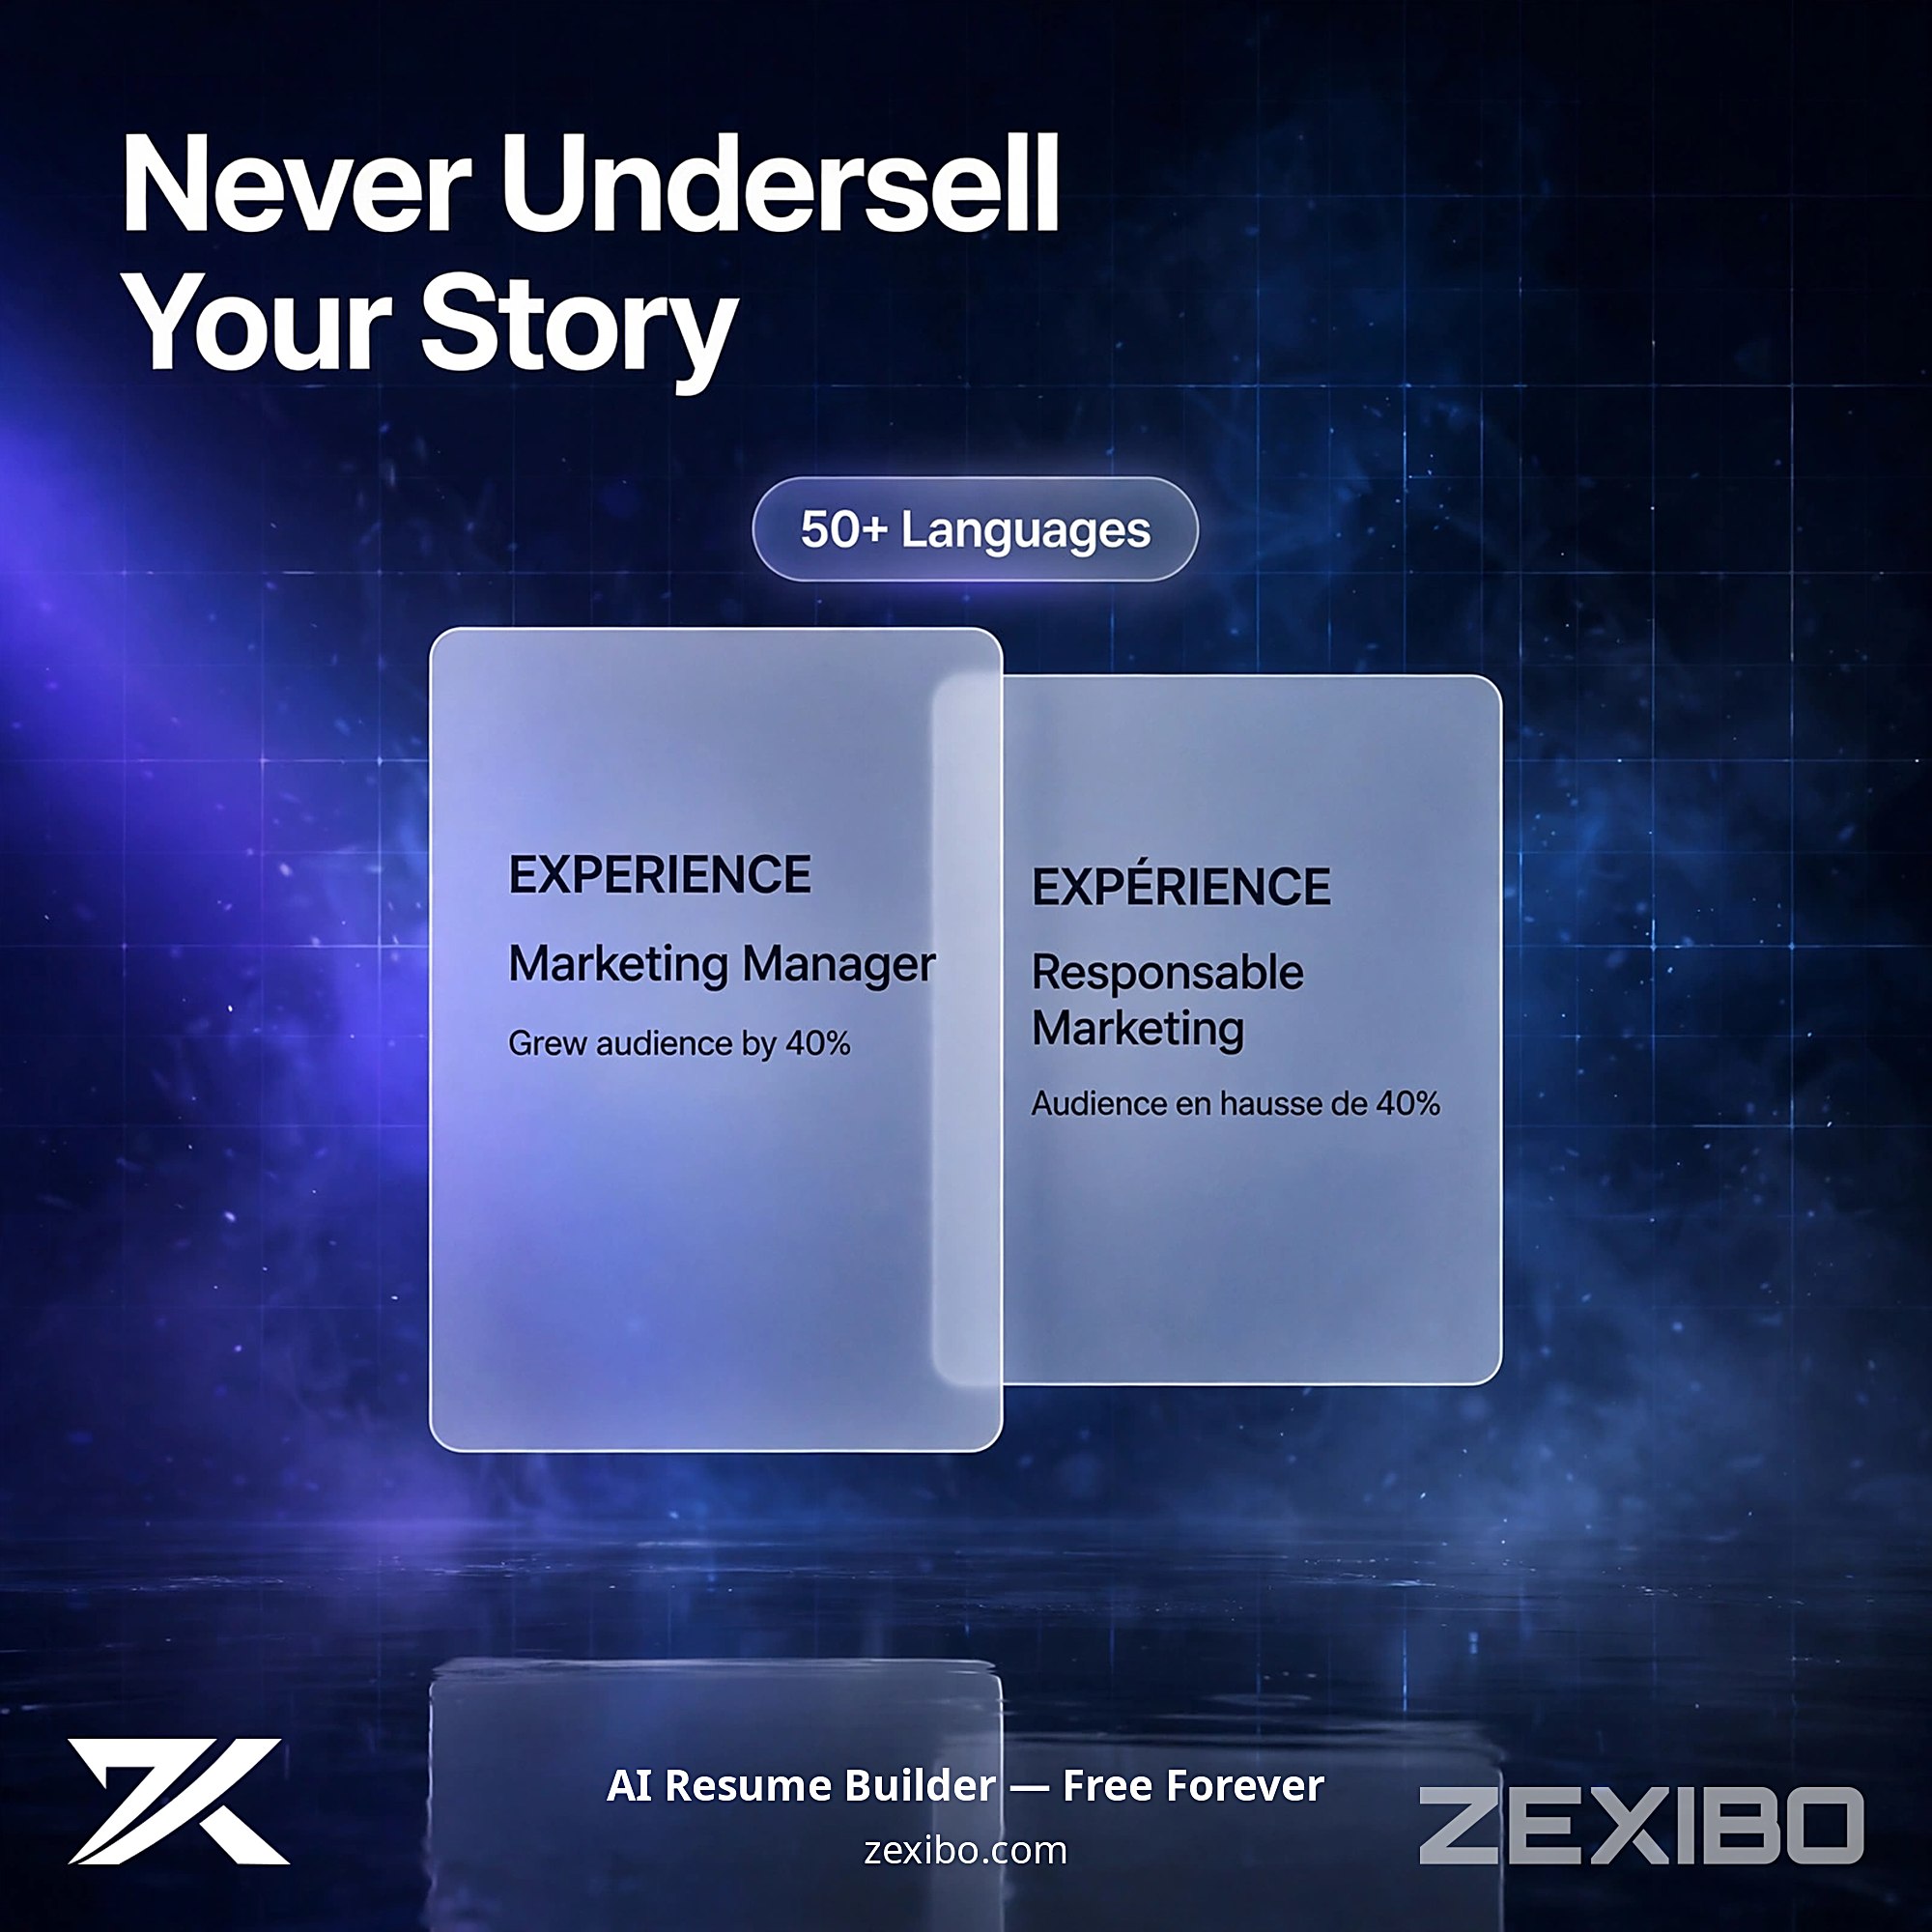 Never Undersell
Your Story
50+ Languages
EXPERIENCE
Marketing Manager
Grew audience by 40%
EXPÉRIENCE
Responsable
Marketing
Audience en hausse de 40%
AI Resume Builder — Free Forever
zexibo.com
ZEXIBO